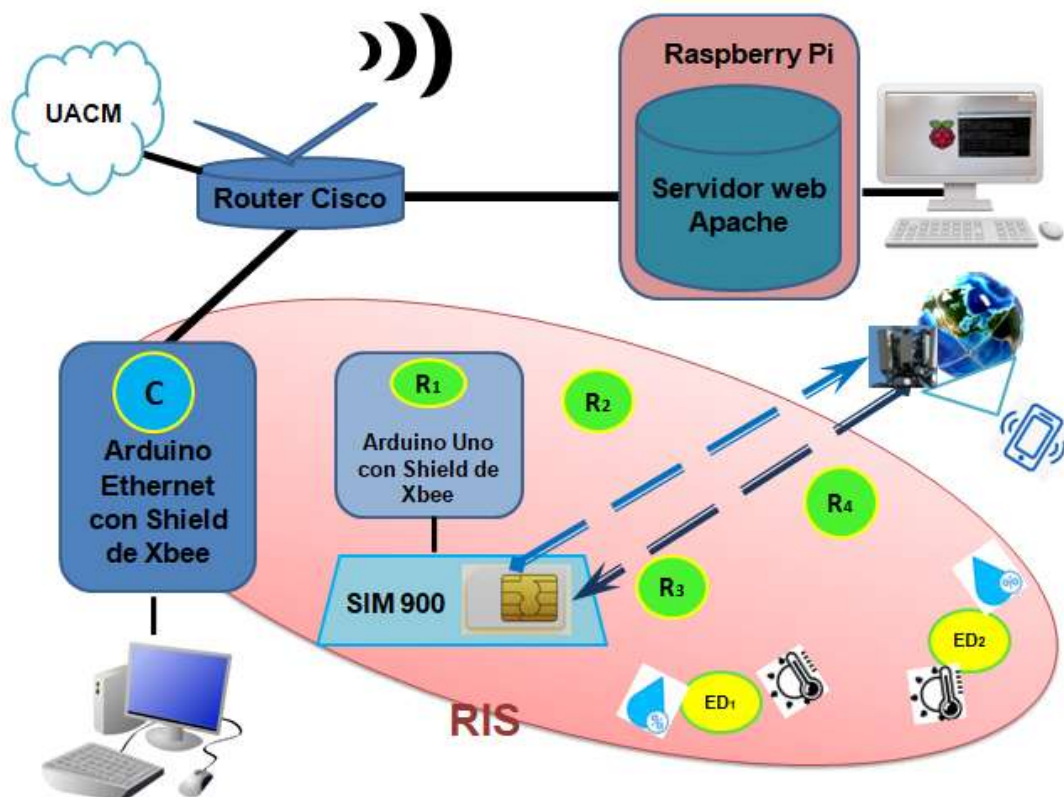 UACM
Router Cisco
Raspberry Pi
Servidor web
Apache
C
Arduino
Ethernet
con Shield
de Xbee
R1
Arduino Uno
con Shield de
Xbee
R2
R4
R3
SIM 900
%
ED2
%
ED1
RIS